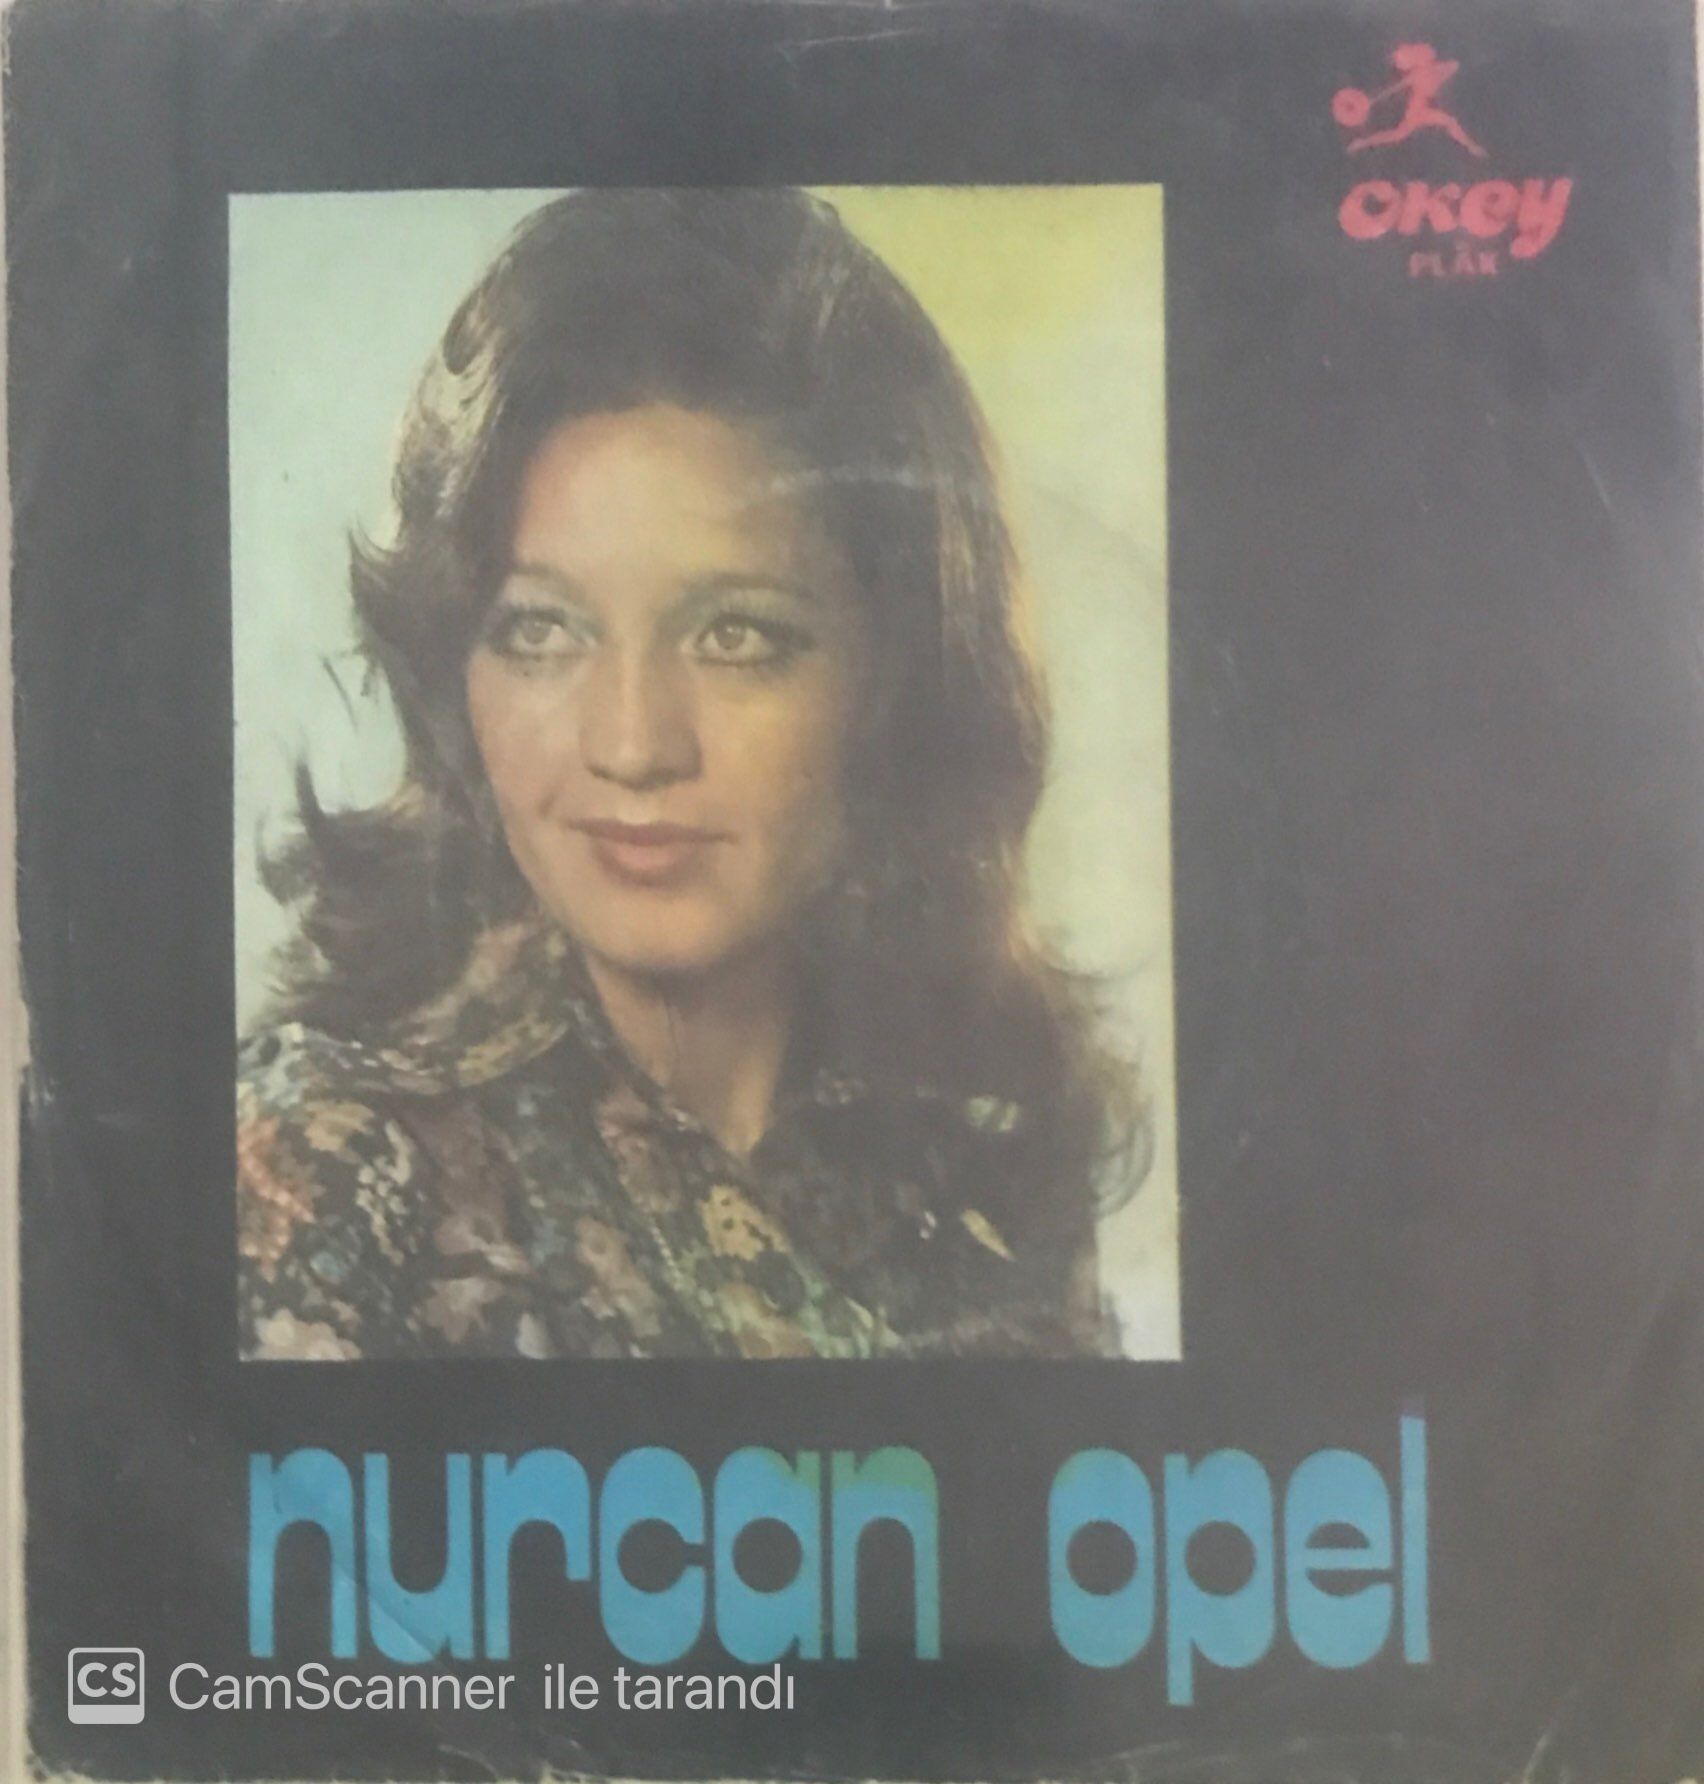 okey
PLÂK
nurcan opel
CS CamScanner ile tarandı